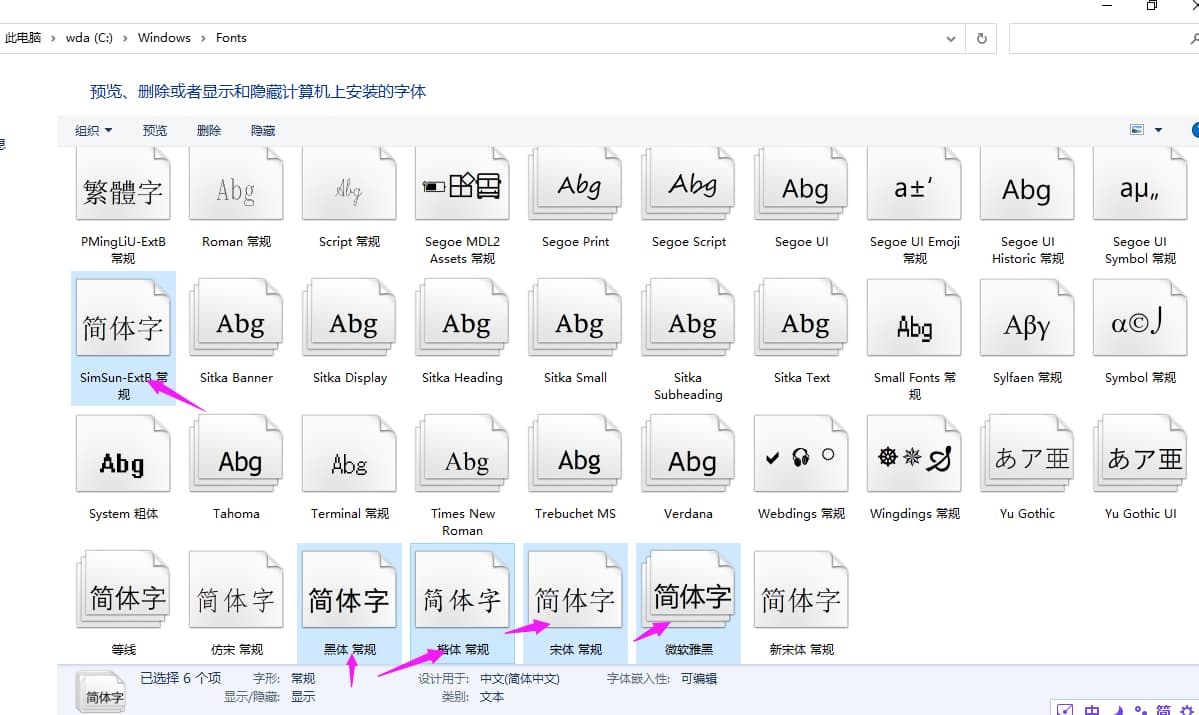 此电脑 > wda (C:) > Windows > Fonts
预览、删除或者显示和隐藏计算机上安装的字体
组织 预览 删除 隐藏
繁體字 Abg Abg Abg Abg Abg a±′ Abg aµ„
PMingLiU-ExtB 常规
Roman 常规
Script 常规
Segoe MDL2 Assets 常规
Segoe Print
Segoe Script
Segoe UI
Segoe UI Emoji 常规
Segoe UI Historic 常规
Segoe UI Symbol 常规
简体字 Abg Abg Abg Abg Abg Abg Abg Αβγ α©
SimSun-ExtB 常规
Sitka Banner
Sitka Display
Sitka Heading
Sitka Small
Sitka Subheading
Sitka Text
Small Fonts 常规
Sylfaen 常规
Symbol 常规
Abg Abg Abg Abg Abg Abg あア亜 あア亜
System 粗体
Tahoma
Terminal 常规
Times New Roman
Trebuchet MS
Verdana
Webdings 常规
Wingdings 常规
Yu Gothic
Yu Gothic UI
简体字 简体字 简体字 简体字 简体字 简体字 简体字
等线
仿宋 常规
黑体 常规
楷体 常规
宋体 常规
微软雅黑
新宋体 常规
简体字
已选择 6 个项
字形: 常规
显示/隐藏: 显示
设计用于: 中文(简体中文)
类别: 文本
字体嵌入性: 可编辑
中 简